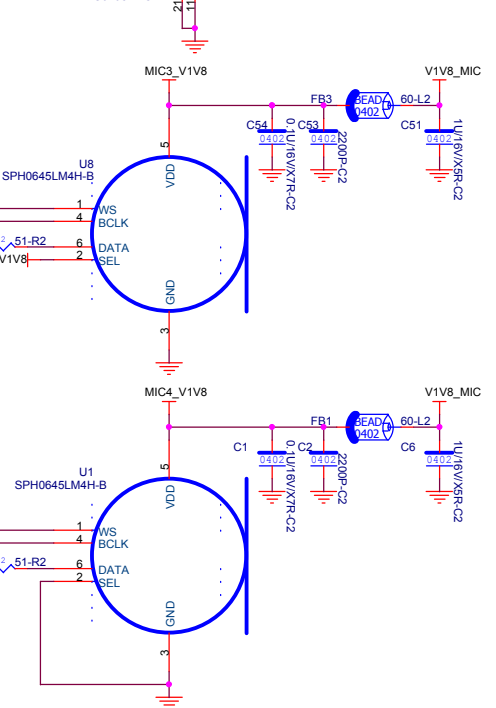 21
11
MIC3_V1V8
V1V8_MIC
FB3
BEAD
0402
60-L2
C54
0402
0.1U/16V/X7R-C2
C53
0402
2200P-C2
C51
0402
1U/16V/X5R-C2
U8
SPH0645LM4H-B
5
VDD
1
WS
4
BCLK
2
51-R2
6
DATA
V1V8
2
SEL
GND
3
MIC4_V1V8
V1V8_MIC
FB1
BEAD
0402
60-L2
C1
0402
0.1U/16V/X7R-C2
C2
0402
2200P-C2
C6
0402
1U/16V/X5R-C2
U1
SPH0645LM4H-B
5
VDD
1
WS
4
BCLK
2
51-R2
6
DATA
2
SEL
GND
3